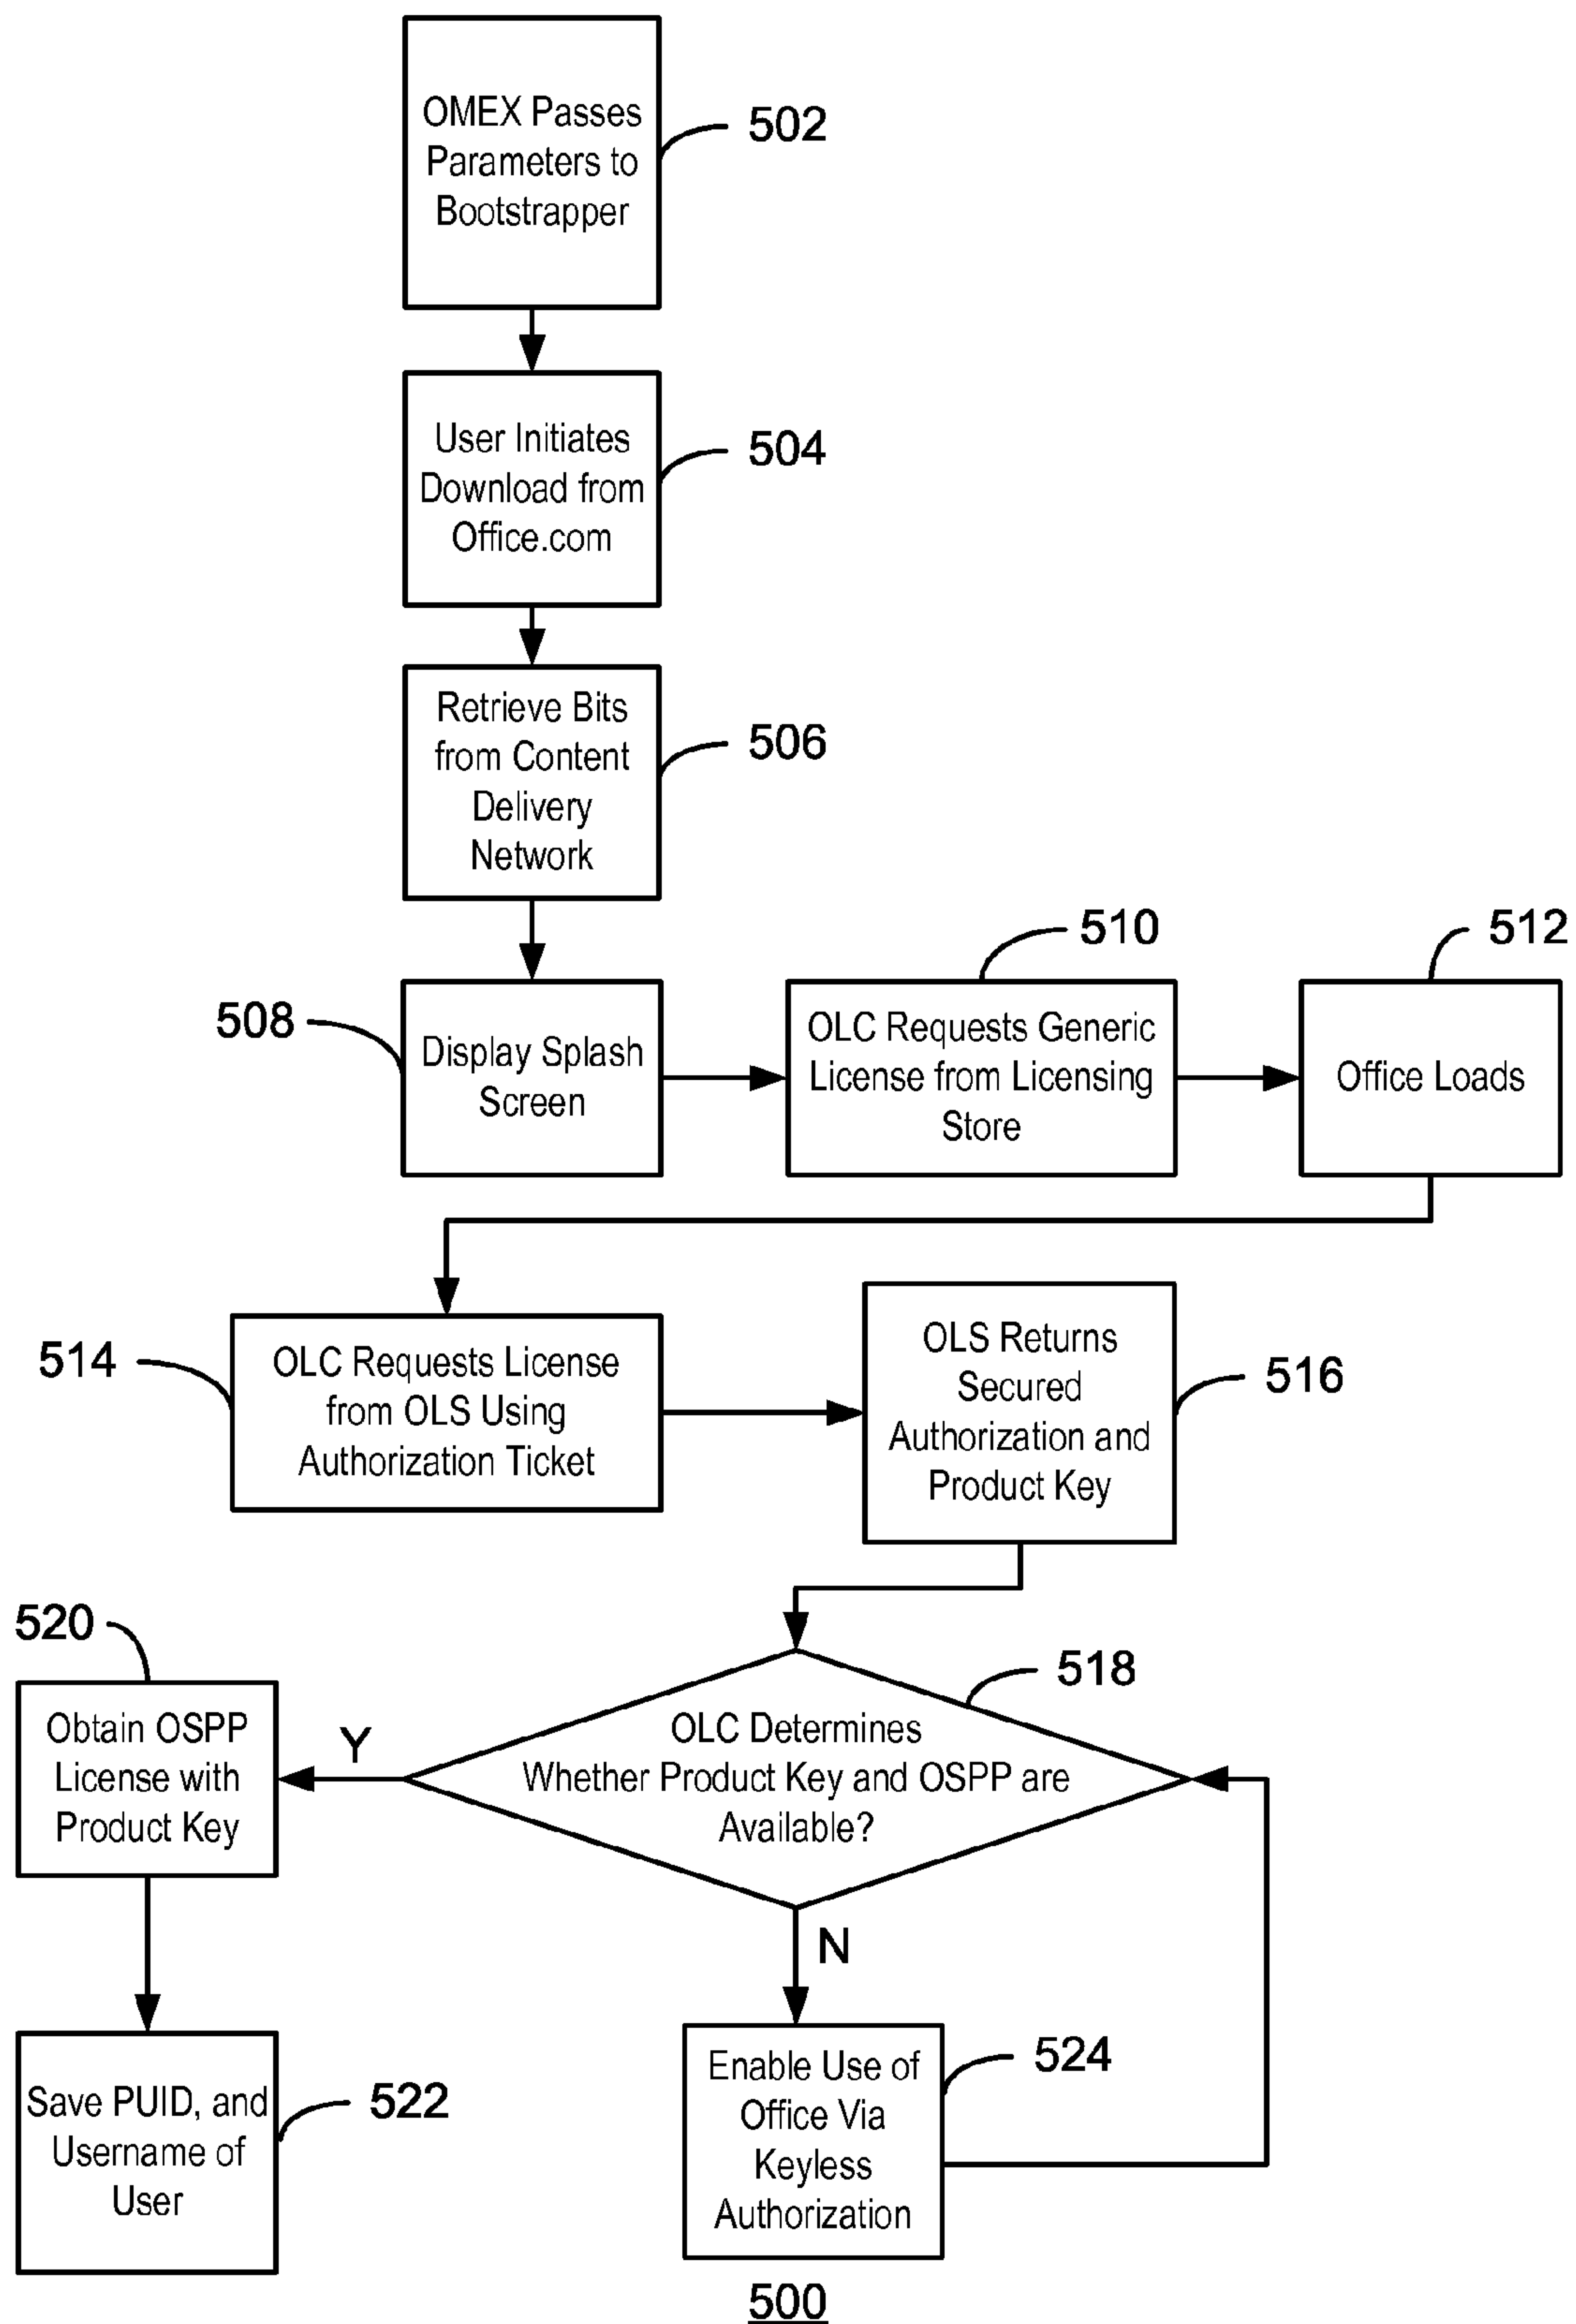 OMEX Passes
Parameters to
Bootstrapper
502
User Initiates
Download from
Office.com
504
Retrieve Bits
from Content
Delivery
Network
506
508
Display Splash
Screen
510
OLC Requests Generic
License from Licensing
Store
512
Office Loads
514
OLC Requests License
from OLS Using
Authorization Ticket
OLS Returns
Secured
Authorization and
Product Key
516
518
OLC Determines
Whether Product Key and OSPP are
Available?
Y
520
Obtain OSPP
License with
Product Key
Save PUID, and
Username of
User
522
N
Enable Use of
Office Via
Keyless
Authorization
524
500